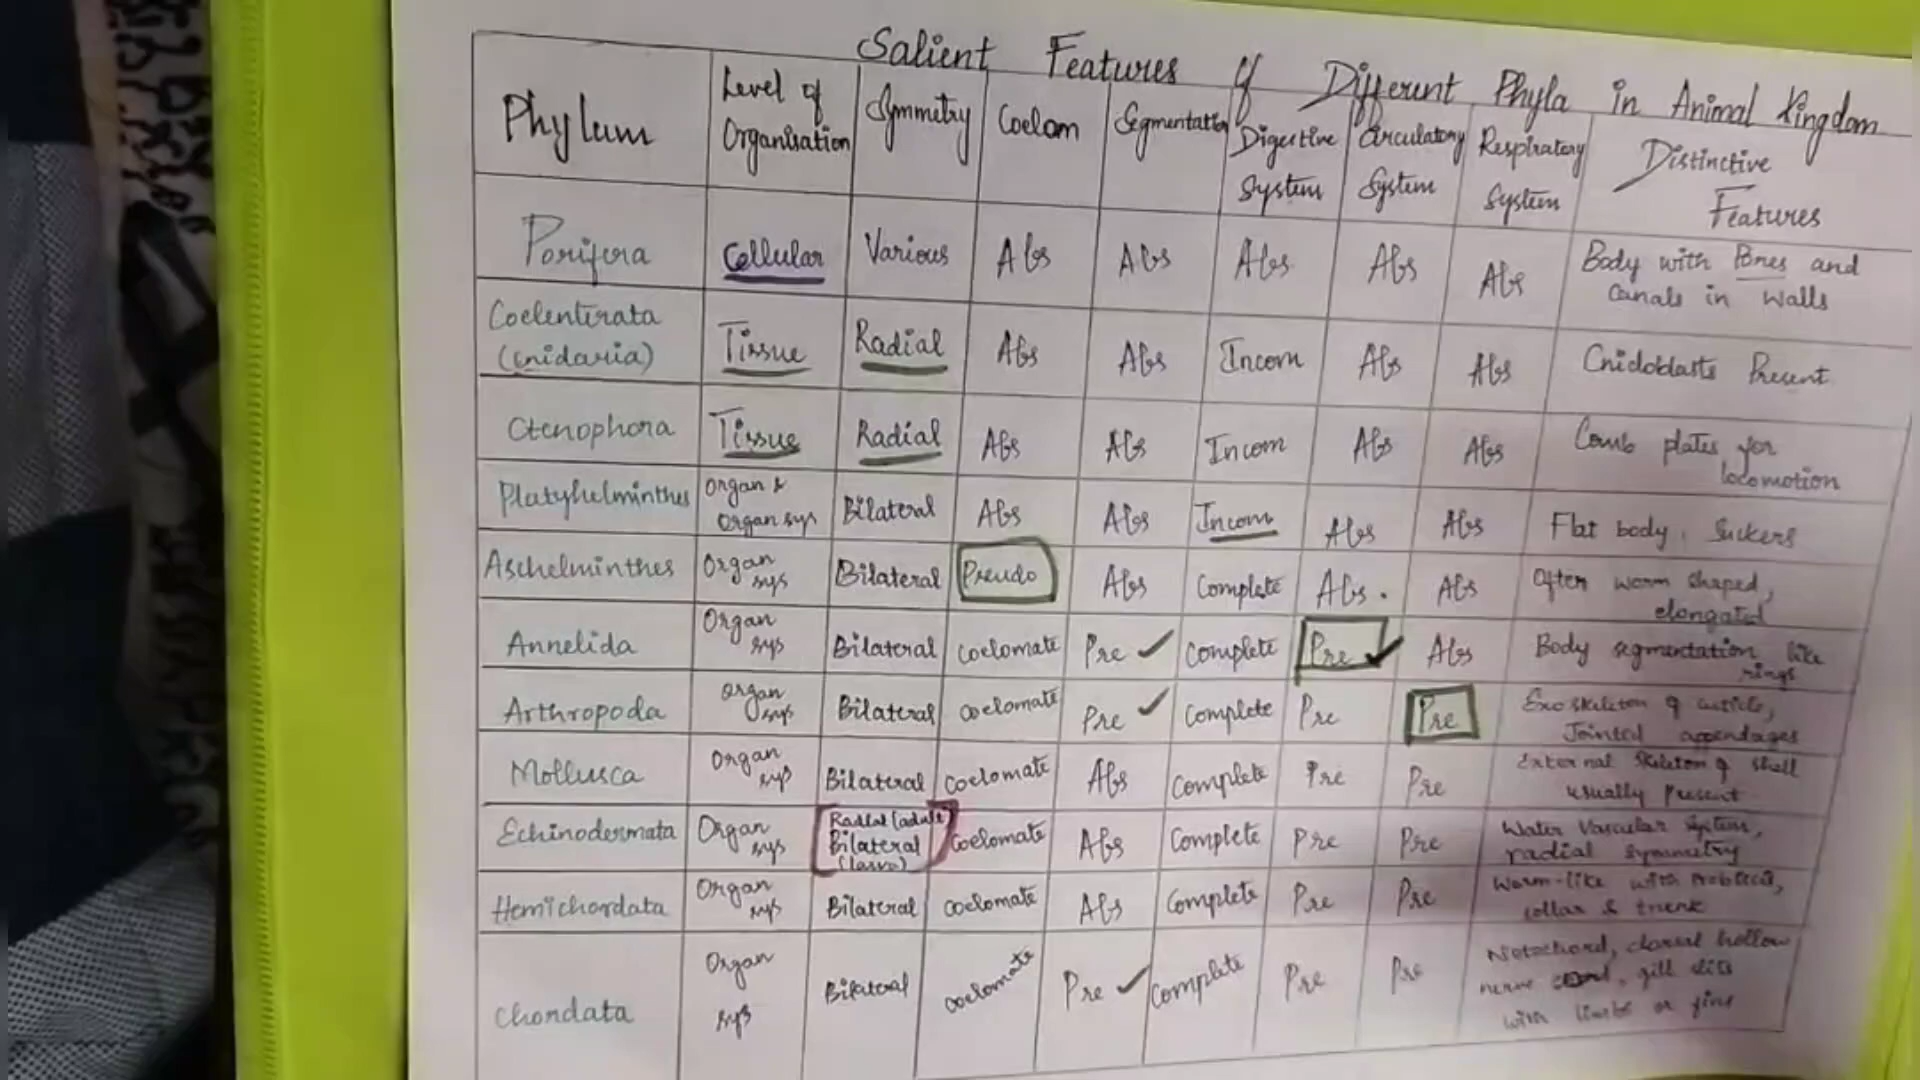 Salient Features of Different Phyla in Animal Kingdom
Phylum
Level of
Organisation
Symmetry
Coelom
Segmentation
Digestive
System
Circulatory
System
Respiratory
System
Distinctive
Features
Porifera
Cellular
Various
Abs
Abs
Abs
Abs
Abs
Body with Pores and
Canals in Walls
Coelenterata
(Cnidaria)
Tissue
Radial
Abs
Abs
Incom
Abs
Abs
Cnidoblasts Present
Ctenophora
Tissue
Radial
Abs
Abs
Incom
Abs
Abs
Comb plates for
locomotion
Platyhelminthes
Organ &
Organ sys
Bilateral
Abs
Abs
Incom
Abs
Abs
Flat body, Suckers
Aschelminthes
Organ
sys
Bilateral
Pseudo
Abs
Complete
Abs.
Abs
Often worm shaped,
elongated
Annelida
Organ
sys
Bilateral
Coelomate
Pre ✓
Complete
Pre ✓
Abs
Body segmentation like
rings
Arthropoda
Organ
sys
Bilateral
Coelomate
Pre ✓
Complete
Pre
Pre
Exoskeleton of cuticle,
Jointed appendages
Mollusca
Organ
sys
Bilateral
Coelomate
Abs
Complete
Pre
Pre
External skeleton of shell
usually present
Echinodermata
Organ
sys
Radial (adult)
Bilateral
(larva)
Coelomate
Abs
Complete
Pre
Pre
Water Vascular System,
radial symmetry
Hemichordata
Organ
sys
Bilateral
Coelomate
Abs
Complete
Pre
Pre
Worm-like with
collar & trunk
Chordata
Organ
sys
Bilateral
Coelomate
Pre ✓
Complete
Pre
Pre
Notochord, dorsal hollow
nerve cord, gill slits
with limbs or fins